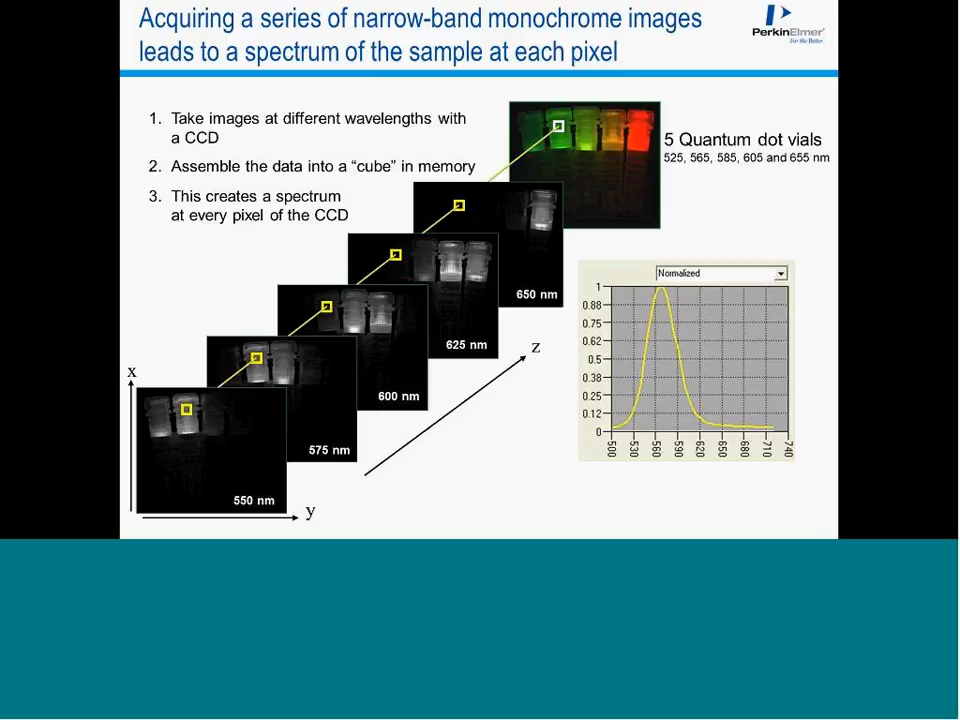 Acquiring a series of narrow-band monochrome images
leads to a spectrum of the sample at each pixel
PerkinElmer
For the Better
1. Take images at different wavelengths with
a CCD
2. Assemble the data into a “cube” in memory
3. This creates a spectrum
at every pixel of the CCD
5 Quantum dot vials
525, 565, 585, 605 and 655 nm
650 nm
625 nm
600 nm
575 nm
550 nm
x
y
z
Normalized
1
0.88
0.75
0.62
0.5
0.38
0.25
0.12
0
500 530 560 590 620 650 680 710 740